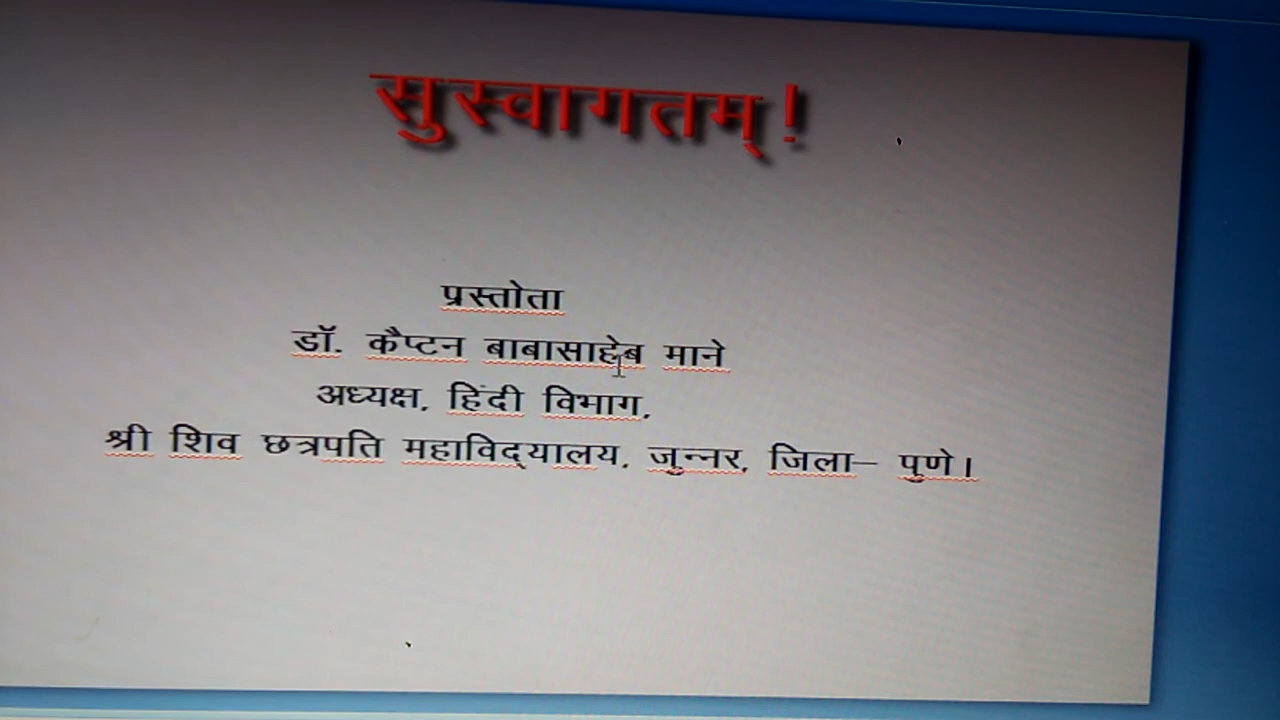 सुस्वागतम्!
प्रस्तोता
डॉ. कैप्टन बाबासाहेब माने
अध्यक्ष, हिंदी विभाग,
श्री शिव छत्रपति महाविद्‌यालय, जुन्नर, जिला– पुणे।